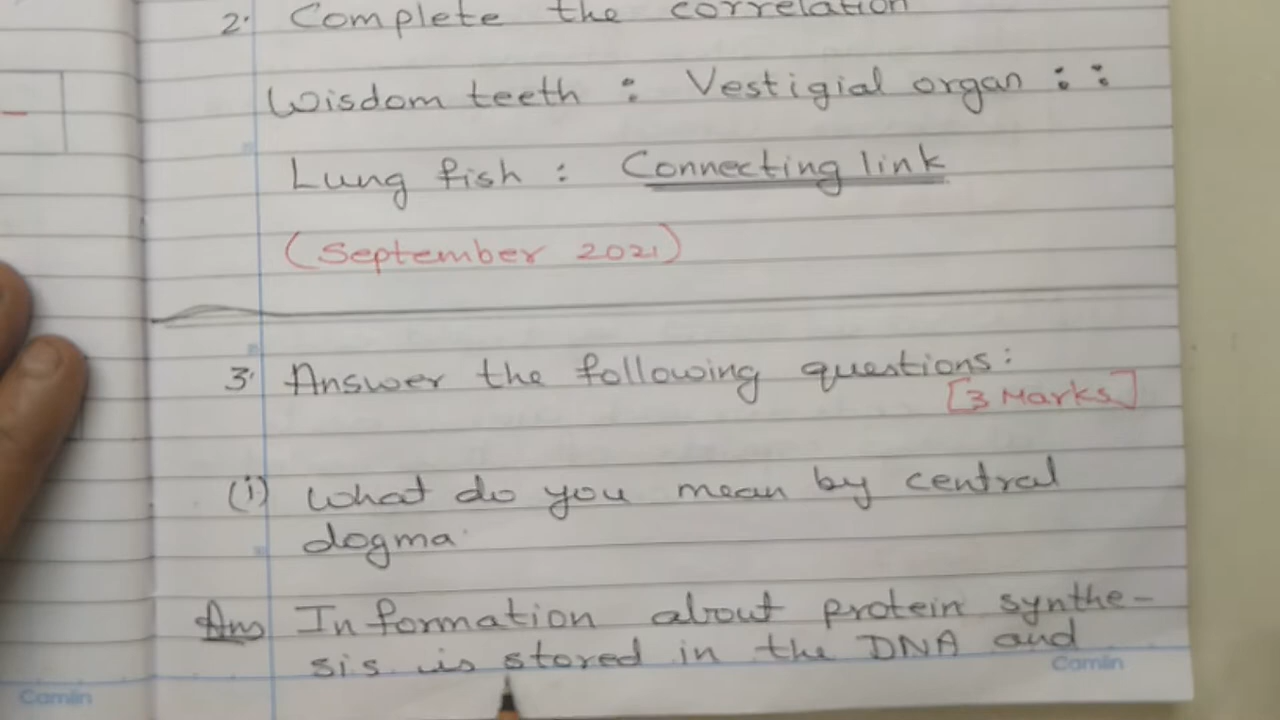 2. Complete the correlation
Wisdom teeth : Vestigial organ : :
Lung fish : Connecting link
(September 2021)
3. Answer the following questions:
[3 Marks]
(i) What do you mean by central
dogma.
Ans Information about protein synthe-
sis is stored in the DNA and
Camlin
Camlin